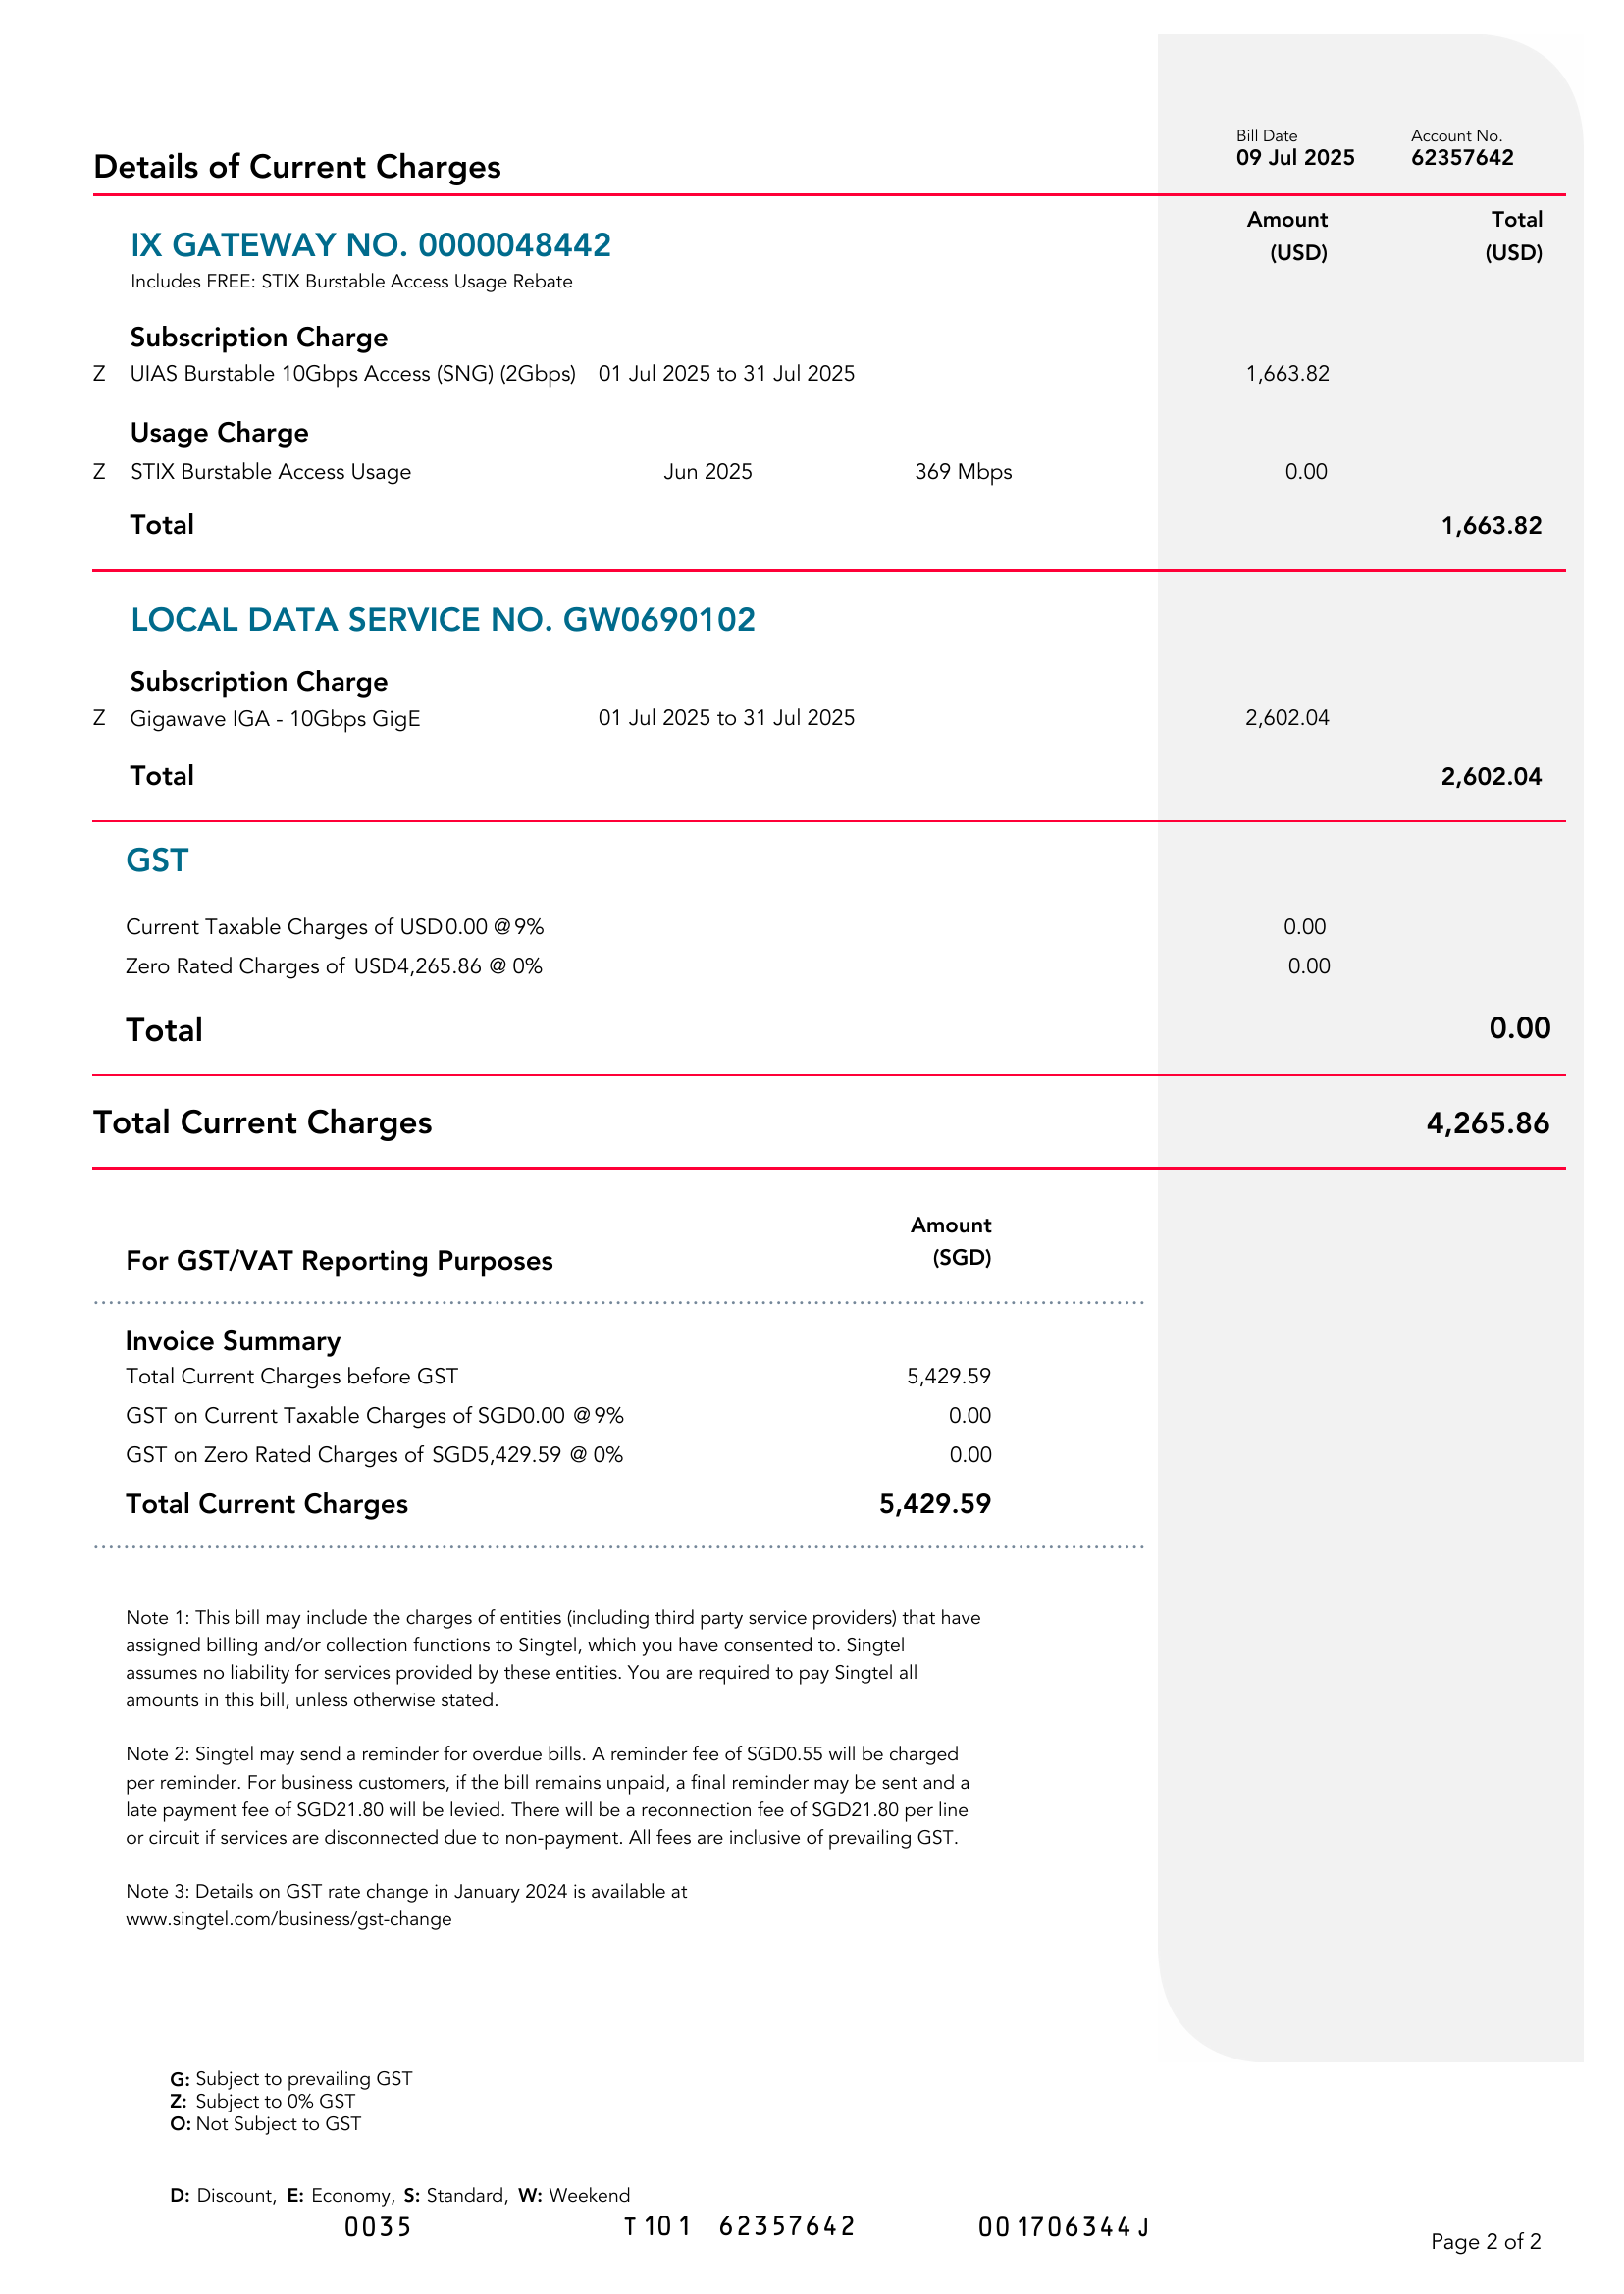 Bill Date Account No.
Details of Current Charges 09 Jul 2025 62357642
Amount Total
IX GATEWAY NO. 0000048442 (USD) (USD)
Includes FREE: STIX Burstable Access Usage Rebate
Subscription Charge
Z UIAS Burstable 10Gbps Access (SNG) (2Gbps) 01 Jul 2025 to 31 Jul 2025 1,663.82
Usage Charge
Z STIX Burstable Access Usage Jun 2025 369 Mbps 0.00
Total 1,663.82
LOCAL DATA SERVICE NO. GW0690102
Subscription Charge
Z Gigawave IGA - 10Gbps GigE 01 Jul 2025 to 31 Jul 2025 2,602.04
Total 2,602.04
GST
Current Taxable Charges of USD0.00 @9% 0.00
Zero Rated Charges of USD4,265.86 @ 0% 0.00
Total 0.00
Total Current Charges 4,265.86
Amount
For GST/VAT Reporting Purposes (SGD)
Invoice Summary
Total Current Charges before GST 5,429.59
GST on Current Taxable Charges of SGD0.00 @9% 0.00
GST on Zero Rated Charges of SGD5,429.59 @ 0% 0.00
Total Current Charges 5,429.59
Note 1: This bill may include the charges of entities (including third party service providers) that have
assigned billing and/or collection functions to Singtel, which you have consented to. Singtel
assumes no liability for services provided by these entities. You are required to pay Singtel all
amounts in this bill, unless otherwise stated.
Note 2: Singtel may send a reminder for overdue bills. A reminder fee of SGD0.55 will be charged
per reminder. For business customers, if the bill remains unpaid, a final reminder may be sent and a
late payment fee of SGD21.80 will be levied. There will be a reconnection fee of SGD21.80 per line
or circuit if services are disconnected due to non-payment. All fees are inclusive of prevailing GST.
Note 3: Details on GST rate change in January 2024 is available at
www.singtel.com/business/gst-change
G: Subject to prevailing GST
Z: Subject to 0% GST
O: Not Subject to GST
D: Discount, E: Economy, S: Standard, W: Weekend
0035 T101 62357642 001706344J
Page 2 of 2